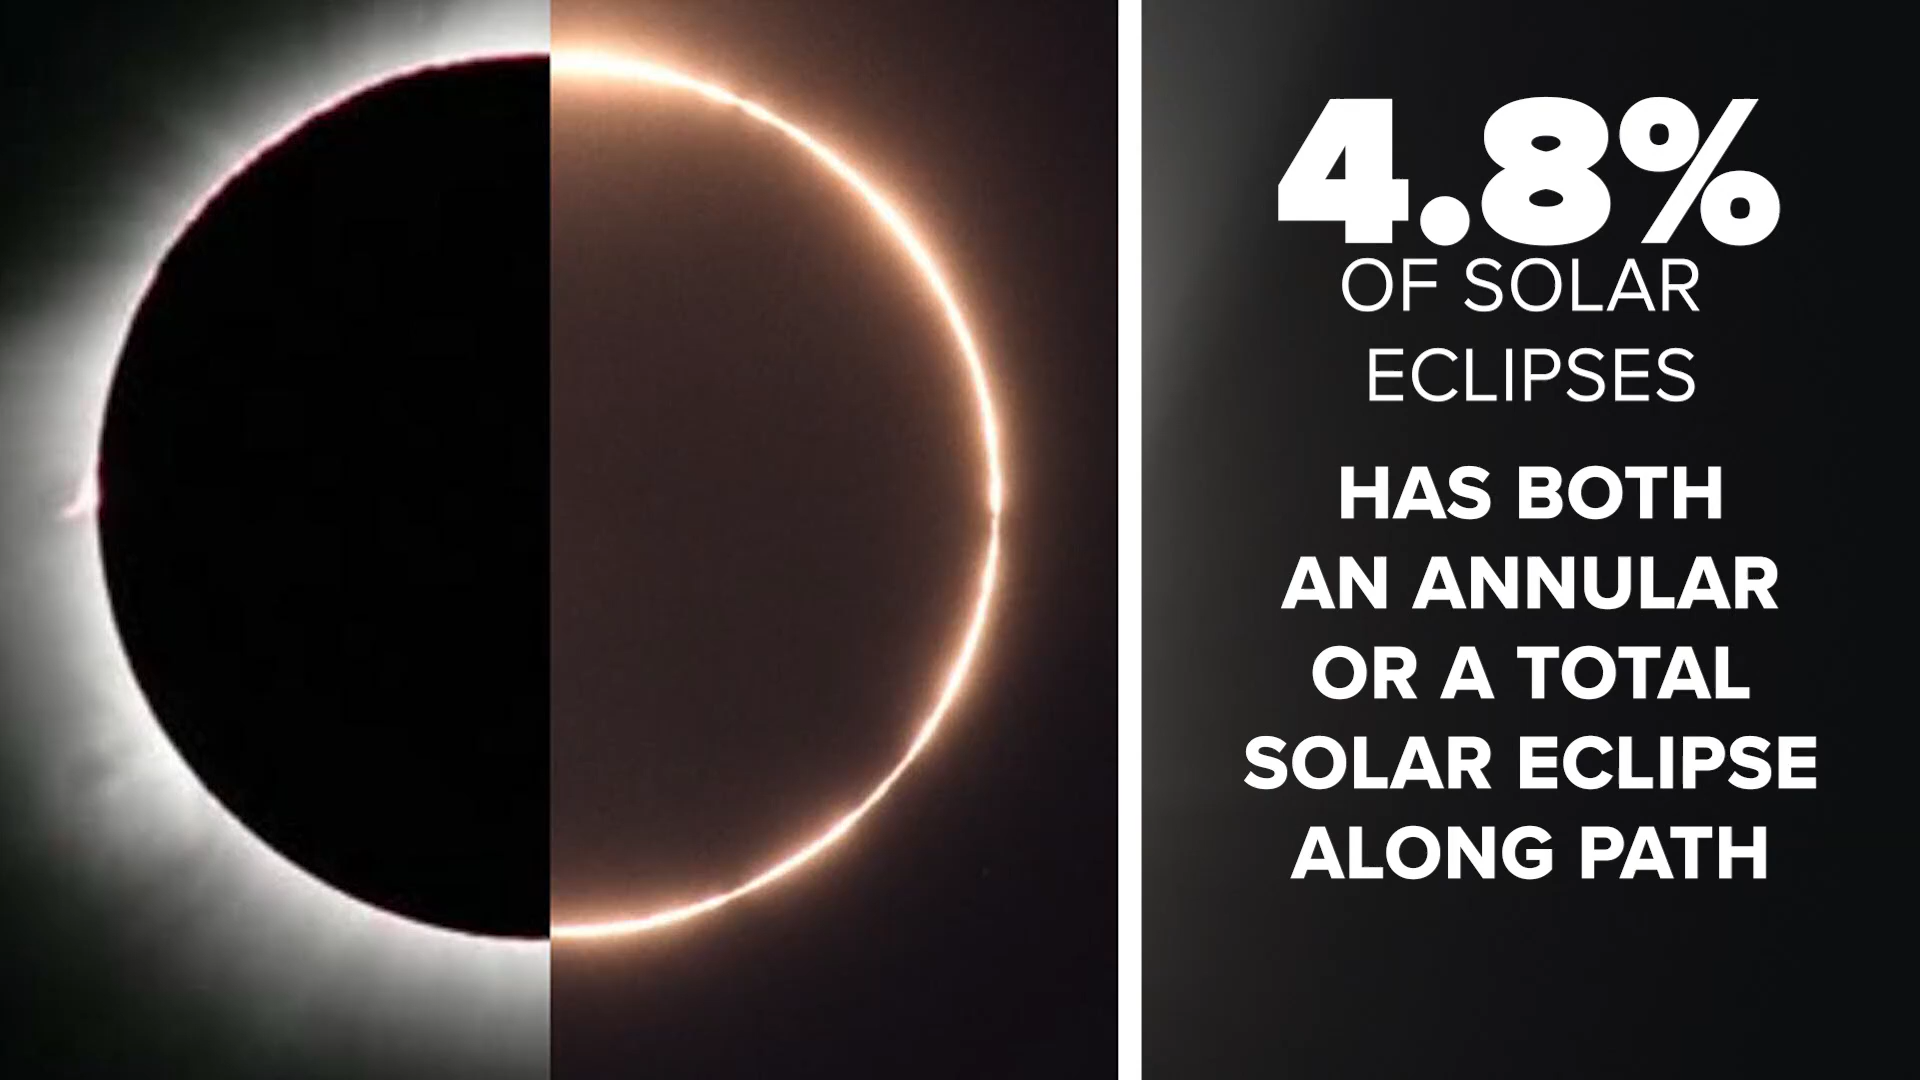 4.8%
OF SOLAR
ECLIPSES
HAS BOTH
AN ANNULAR
OR A TOTAL
SOLAR ECLIPSE
ALONG PATH